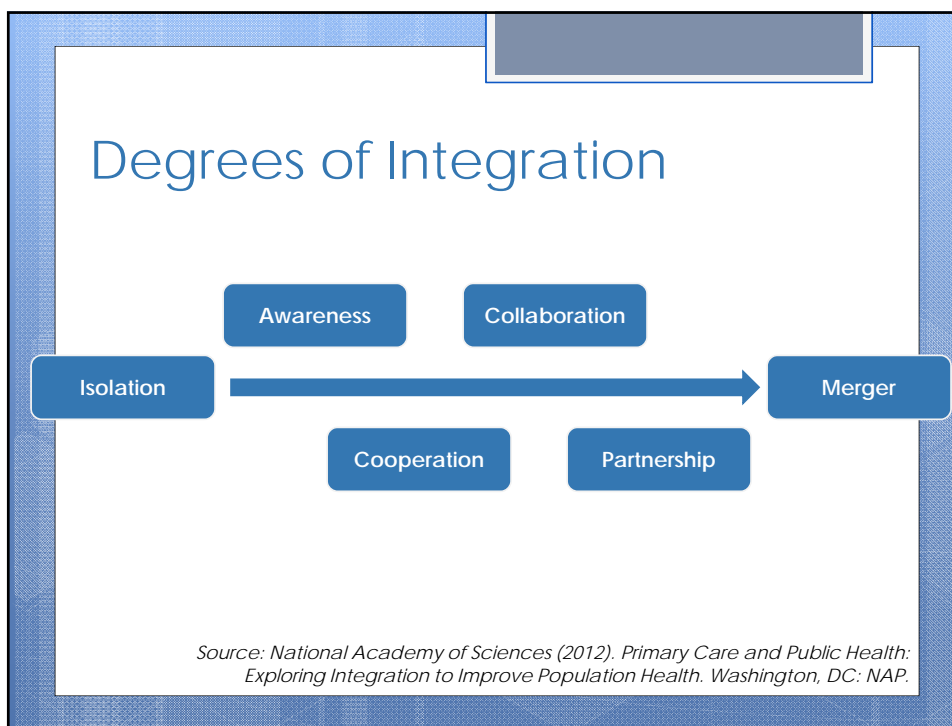 Degrees of Integration
Awareness
Collaboration
Isolation
Merger
Cooperation
Partnership
Source: National Academy of Sciences (2012). Primary Care and Public Health:
Exploring Integration to Improve Population Health. Washington, DC: NAP.